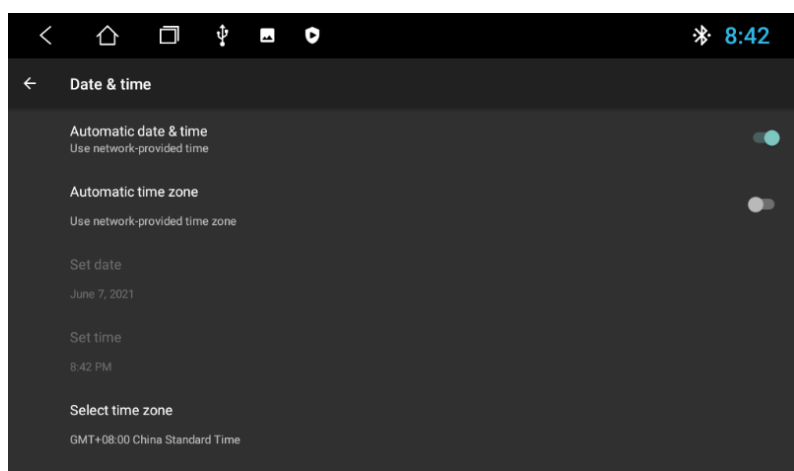 8:42
Date & time
Automatic date & time
Use network-provided time
Automatic time zone
Use network-provided time zone
Set date
June 7, 2021
Set time
8:42 PM
Select time zone
GMT+08:00 China Standard Time